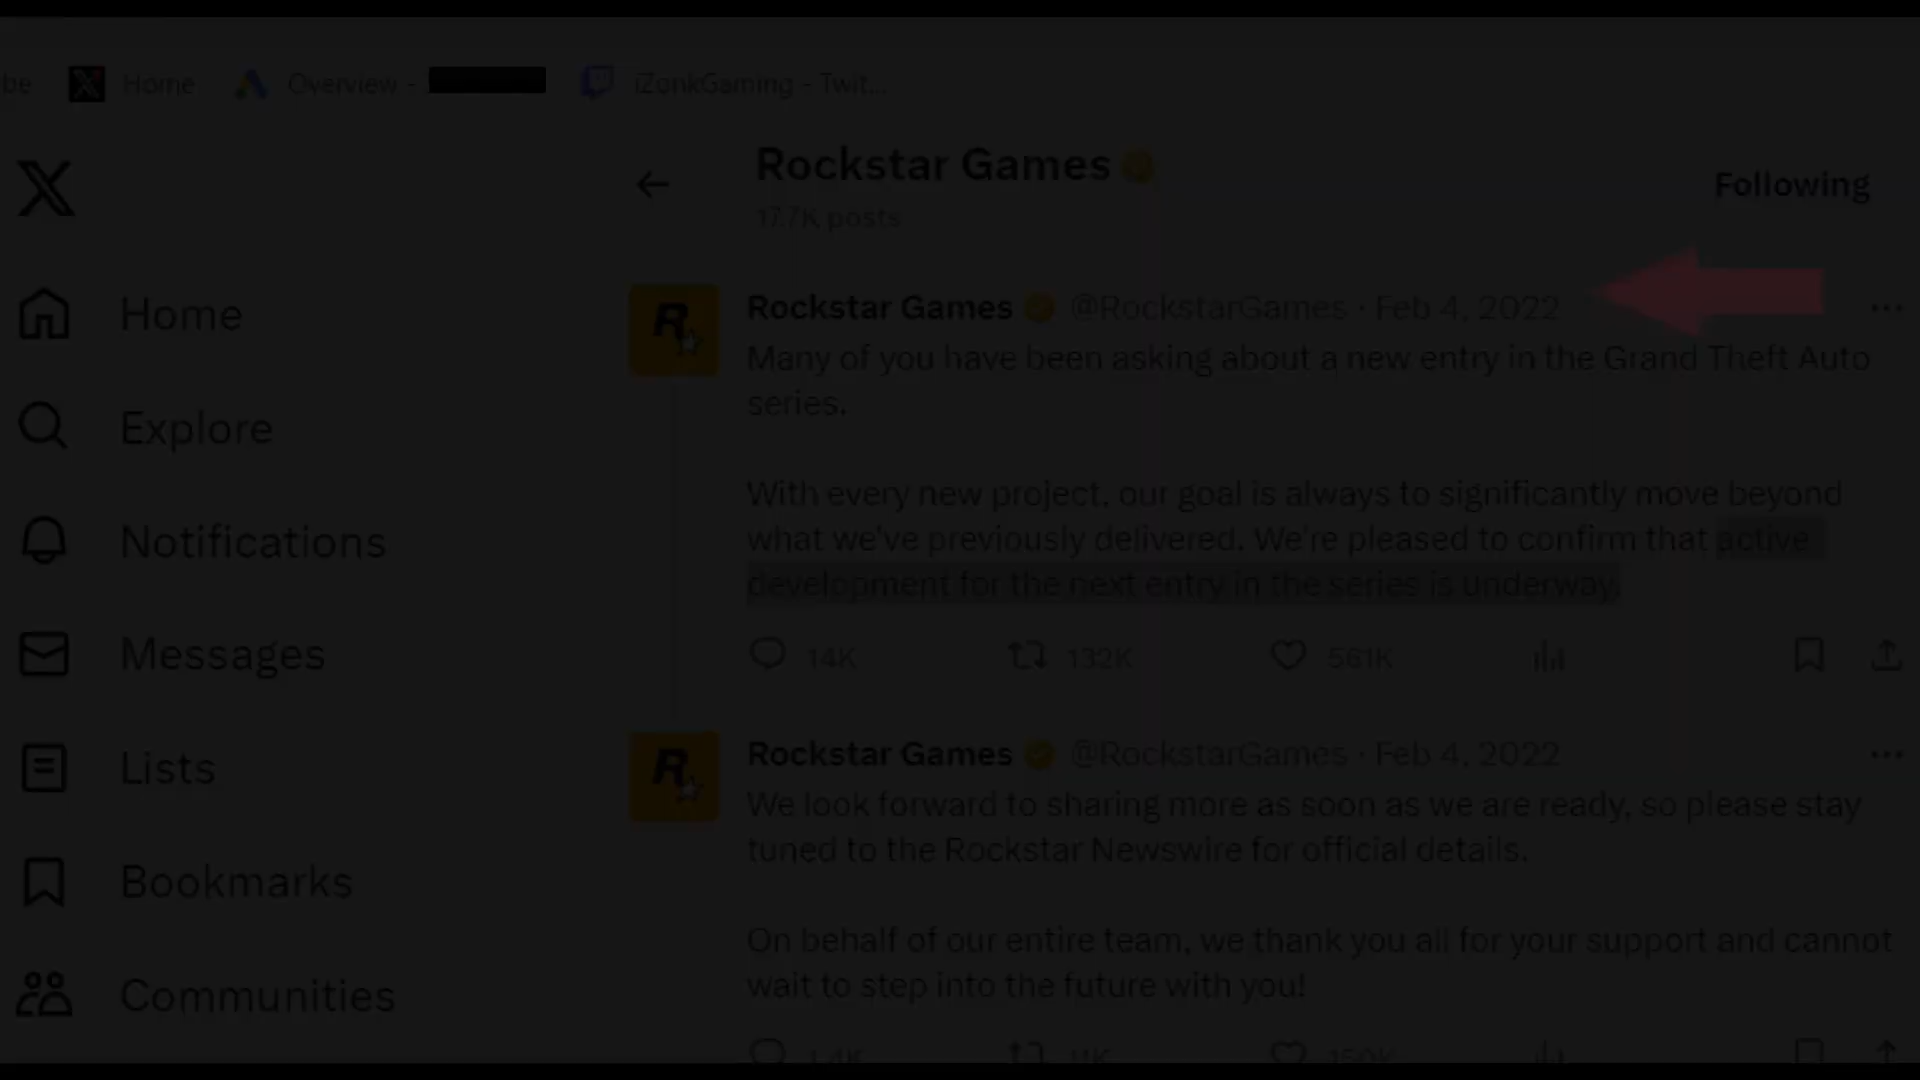 be
Home
Overview -
iZonkGaming - Twit...
Rockstar Games
17.7K posts
Following
Home
Explore
Notifications
Messages
Lists
Bookmarks
Communities
Rockstar Games @RockstarGames · Feb 4, 2022
Many of you have been asking about a new entry in the Grand Theft Auto
series.
With every new project, our goal is always to significantly move beyond
what we've previously delivered. We're pleased to confirm that active
development for the next entry in the series is underway.
14K
132K
561K
Rockstar Games @RockstarGames · Feb 4, 2022
We look forward to sharing more as soon as we are ready, so please stay
tuned to the Rockstar Newswire for official details.
On behalf of our entire team, we thank you all for your support and cannot
wait to step into the future with you!
1.4K
11K
150K